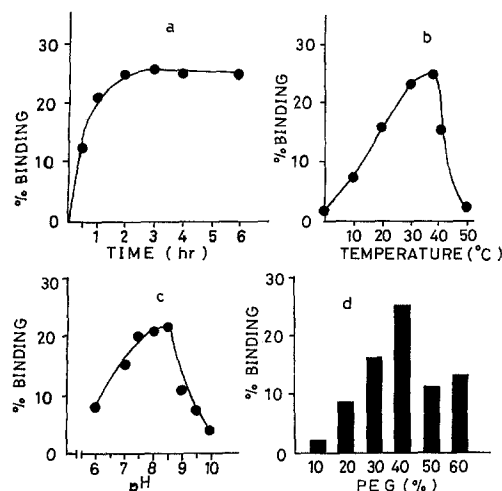 a
30
20
10
0
% BINDING
1 2 3 4 5 6
TIME (hr)
b
30
20
10
0
% BINDING
10 20 30 40 50
TEMPERATURE (°C)
c
30
20
10
0
% BINDING
6 7 8 9 10
pH
d
30
20
10
0
% BINDING
10 20 30 40 50 60
PEG (%)